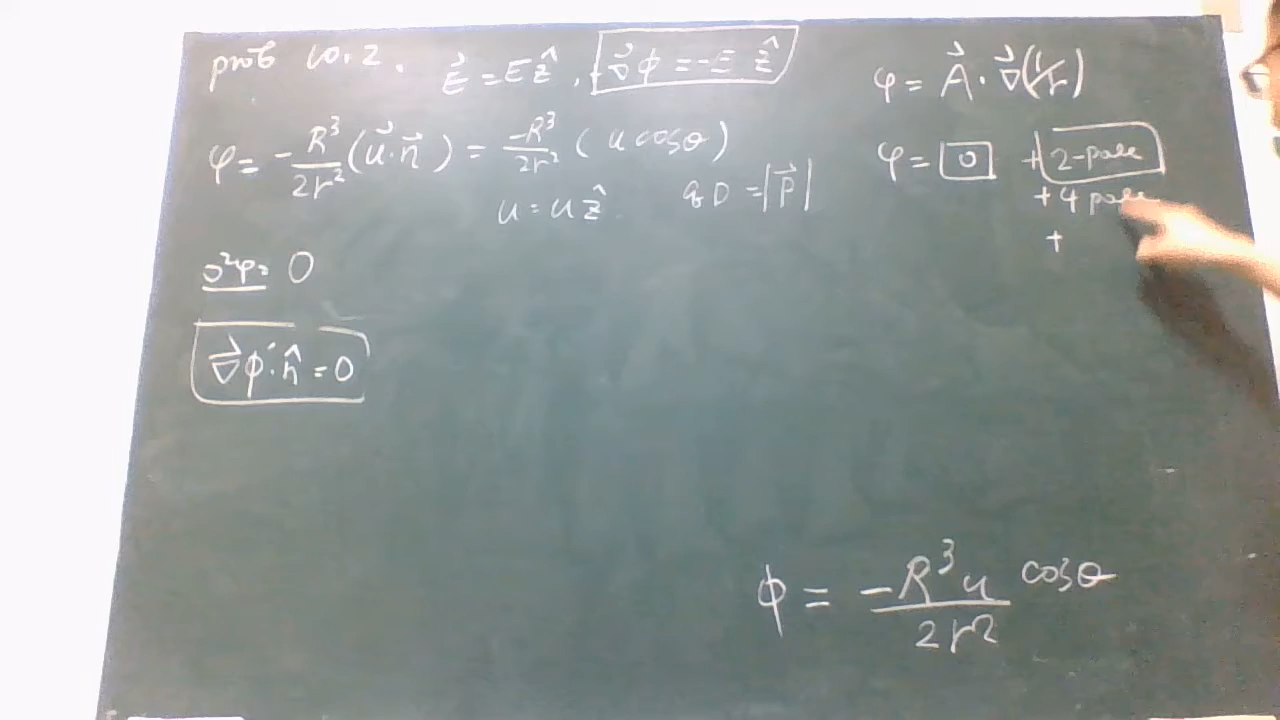 prob 10.2. E⃗ = E ẑ, -∇⃗ϕ = -E ẑ
φ = -R³/2r² (u⃗·n⃗) = -R³/2r² (u cosθ)
u = u ẑ qD = |P⃗|
∇²φ = 0
∇⃗ϕ·n̂ = 0
φ = A⃗·∇⃗(1/r)
φ = 0 + 2-pole
+ 4 pole
+
ϕ = -R³u/2r² cosθ